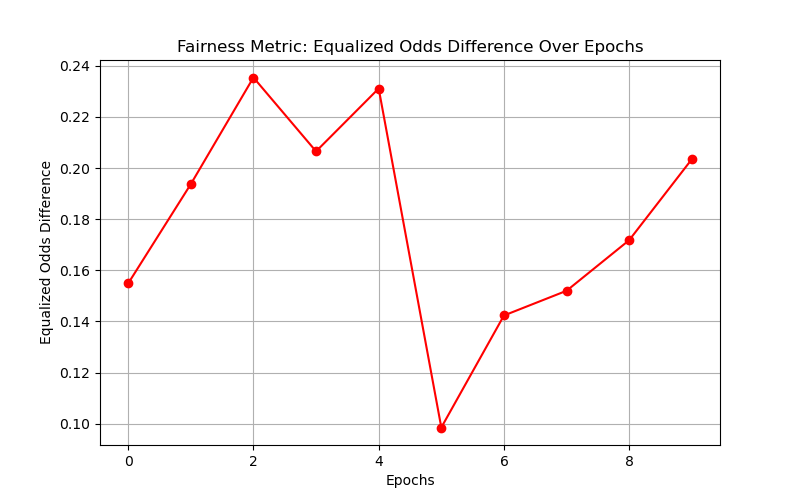 Fairness Metric: Equalized Odds Difference Over Epochs
0.24
0.22
0.20
0.18
0.16
0.14
0.12
0.10
Equalized Odds Difference
0 2 4 6 8
Epochs